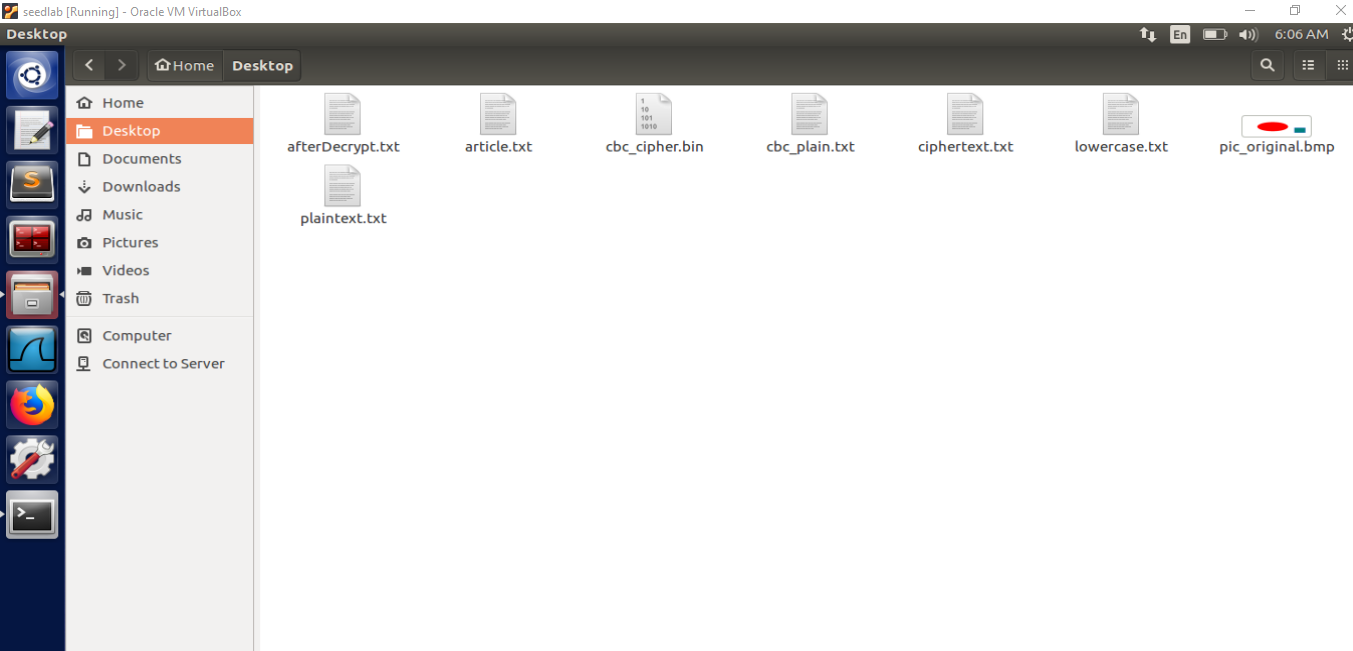 seedlab [Running] - Oracle VM VirtualBox
Desktop
En
6:06 AM
Home
Desktop
Home
Desktop
Documents
Downloads
Music
Pictures
Videos
Trash
Computer
Connect to Server
1
10
101
1010
afterDecrypt.txt
article.txt
cbc_cipher.bin
cbc_plain.txt
ciphertext.txt
lowercase.txt
pic_original.bmp
plaintext.txt